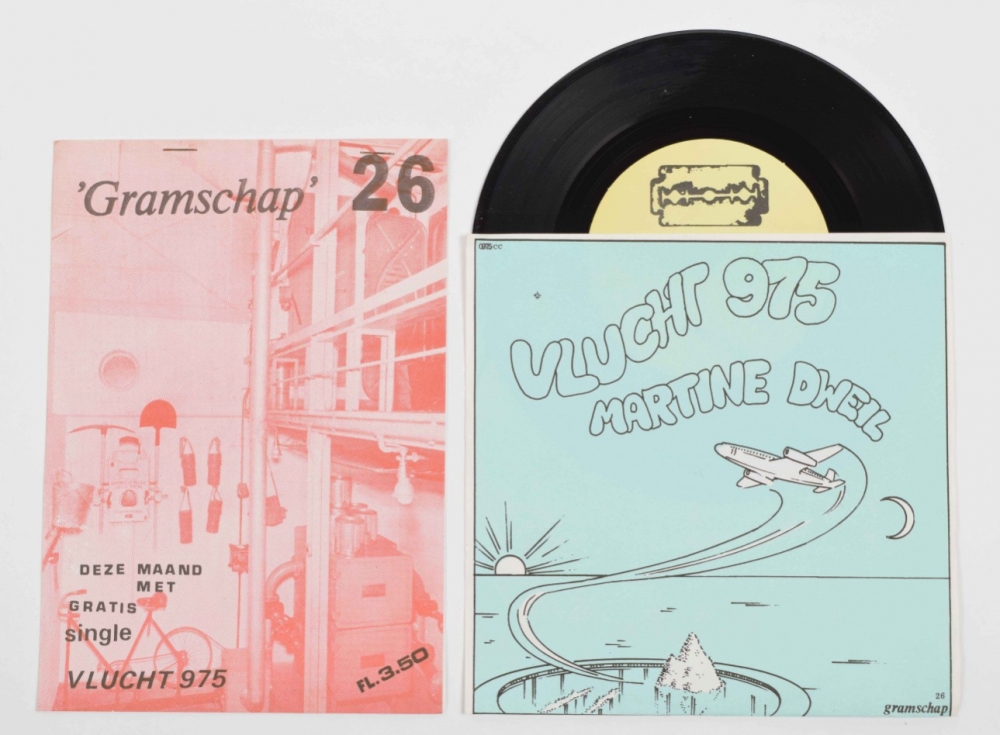 'Gramschap' 26
DEZE MAAND
MET
GRATIS
single
VLUCHT 975
FL. 3.50
VLUCHT 975
MARTINE DWEIL
26
gramschap